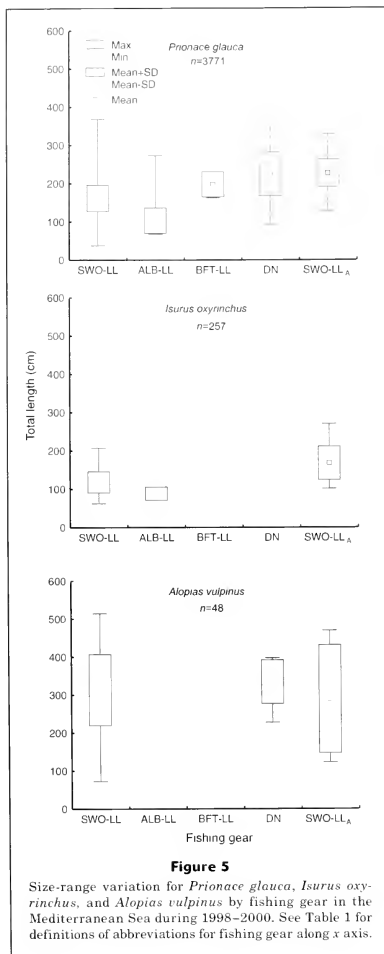 600
500
400
300
200
100
0
Max
Min
Mean+SD
Mean-SD
Mean
Prionace glauca
n=3771
SWO-LL
ALB-LL
BFT-LL
DN
SWO-LL A
Total length (cm)
600
500
400
300
200
100
0
Isurus oxyrinchus
n=257
SWO-LL
ALB-LL
BFT-LL
DN
SWO-LL A
600
500
400
300
200
100
0
Alopias vulpinus
n=48
SWO-LL
ALB-LL
BFT-LL
DN
SWO-LL A
Fishing gear
Figure 5
Size-range variation for Prionace glauca, Isurus oxy-
rinchus, and Alopias vulpinus by fishing gear in the
Mediterranean Sea during 1998–2000. See Table 1 for
definitions of abbreviations for fishing gear along x axis.